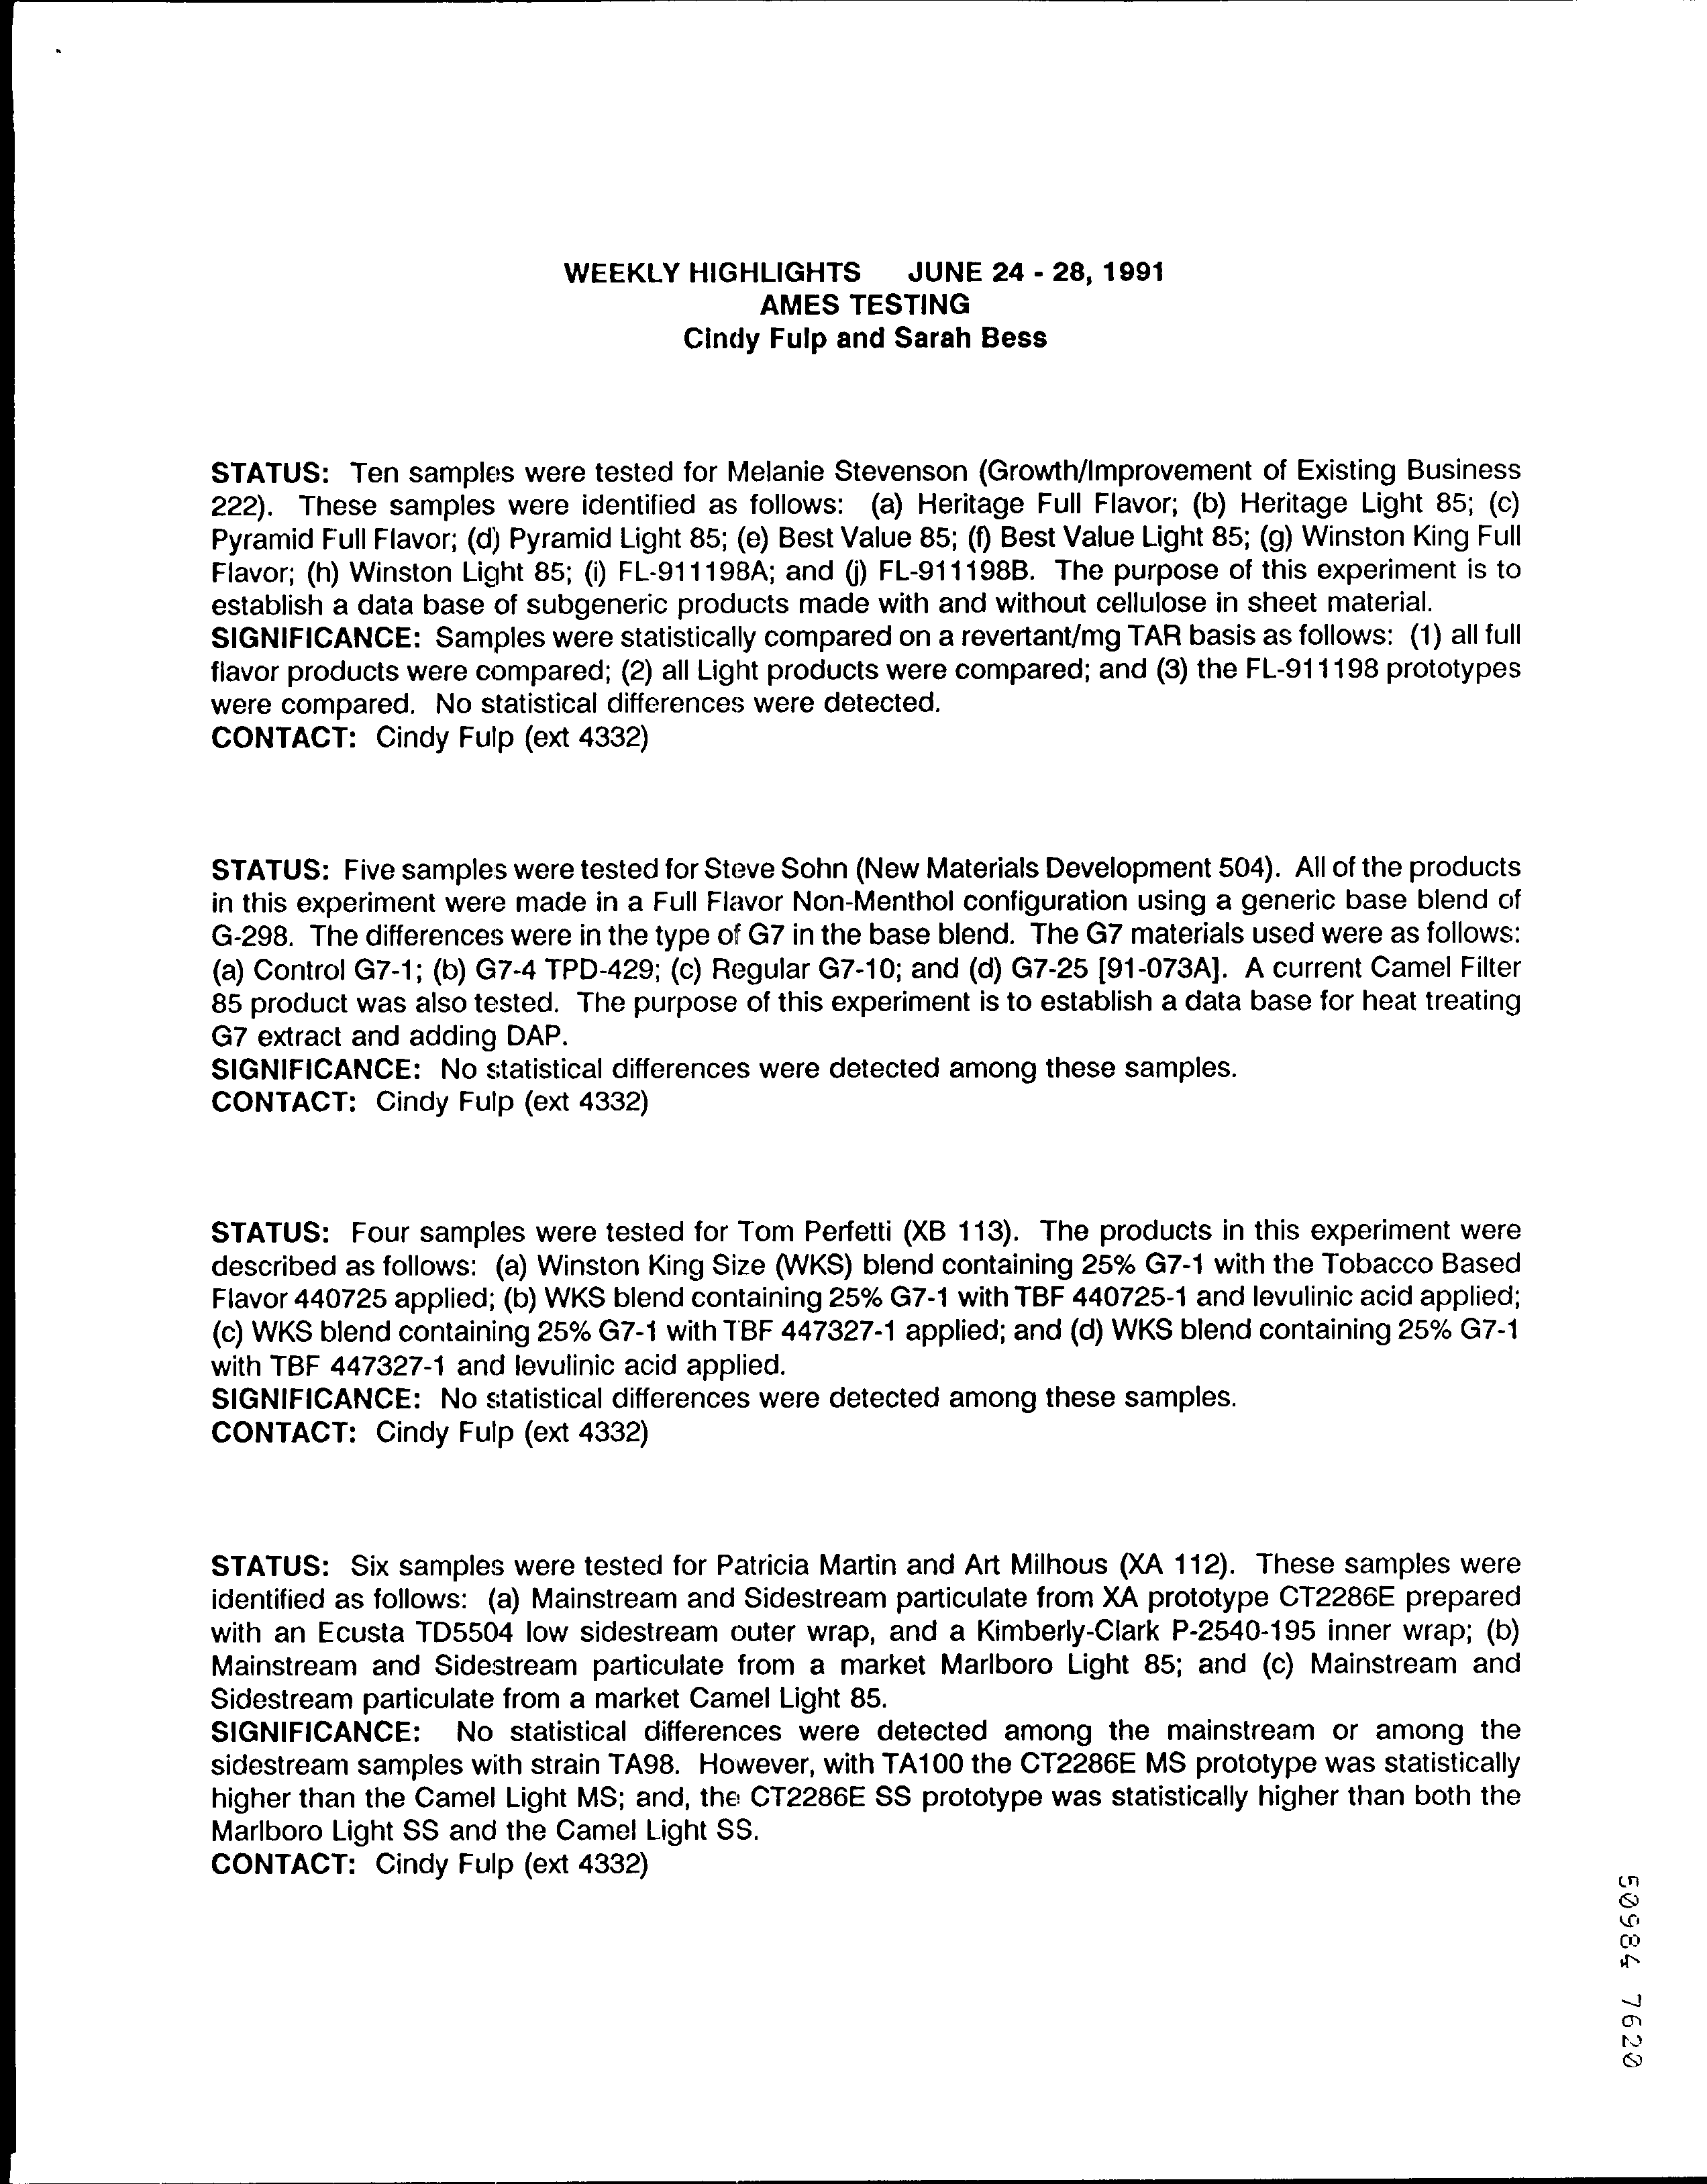 WEEKLY HIGHLIGHTS JUNE 24 - 28, 1991
AMES TESTING
Cindy Fulp and Sarah Bess
STATUS: Ten samples were tested for Melanie Stevenson (Growth/Improvement of Existing Business
222). These samples were identified as follows: (a) Heritage Full Flavor; (b) Heritage Light 85; (c)
Pyramid Full Flavor; (d) Pyramid Light 85; (e) Best Value 85; (f) Best Value Light 85; (g) Winston King Full
Flavor; (h) Winston Light 85; (i) FL-911198A; and (j) FL-911198B. The purpose of this experiment is to
establish a data base of subgeneric products made with and without cellulose in sheet material.
SIGNIFICANCE: Samples were statistically compared on a revertant/mg TAR basis as follows: (1) all full
flavor products were compared; (2) all Light products were compared; and (3) the FL-911198 prototypes
were compared. No statistical differences were detected.
CONTACT: Cindy Fulp (ext 4332)
STATUS: Five samples were tested for Steve Sohn (New Materials Development 504). All of the products
in this experiment were made in a Full Flavor Non-Menthol configuration using a generic base blend of
G-298. The differences were in the type of G7 in the base blend. The G7 materials used were as follows:
(a) Control G7-1; (b) G7-4 TPD-429; (c) Regular G7-10; and (d) G7-25 [91-073A]. A current Camel Filter
85 product was also tested. The purpose of this experiment is to establish a data base for heat treating
G7 extract and adding DAP.
SIGNIFICANCE: No statistical differences were detected among these samples.
CONTACT: Cindy Fulp (ext 4332)
STATUS: Four samples were tested for Tom Perfetti (XB 113). The products in this experiment were
described as follows: (a) Winston King Size (WKS) blend containing 25% G7-1 with the Tobacco Based
Flavor 440725 applied; (b) WKS blend containing 25% G7-1 with TBF 440725-1 and levulinic acid applied;
(c) WKS blend containing 25% G7-1 with TBF 447327-1 applied; and (d) WKS blend containing 25% G7-1
with TBF 447327-1 and levulinic acid applied.
SIGNIFICANCE: No statistical differences were detected among these samples.
CONTACT: Cindy Fulp (ext 4332)
STATUS: Six samples were tested for Patricia Martin and Art Milhous (XA 112). These samples were
identified as follows: (a) Mainstream and Sidestream particulate from XA prototype CT2286E prepared
with an Ecusta TD5504 low sidestream outer wrap, and a Kimberly-Clark P-2540-195 inner wrap; (b)
Mainstream and Sidestream particulate from a market Marlboro Light 85; and (c) Mainstream and
Sidestream particulate from a market Camel Light 85.
SIGNIFICANCE: No statistical differences were detected among the mainstream or among the
sidestream samples with strain TA98. However, with TA100 the CT2286E MS prototype was statistically
higher than the Camel Light MS; and, the CT2286E SS prototype was statistically higher than both the
Marlboro Light SS and the Camel Light SS.
CONTACT: Cindy Fulp (ext 4332)
50984 7620